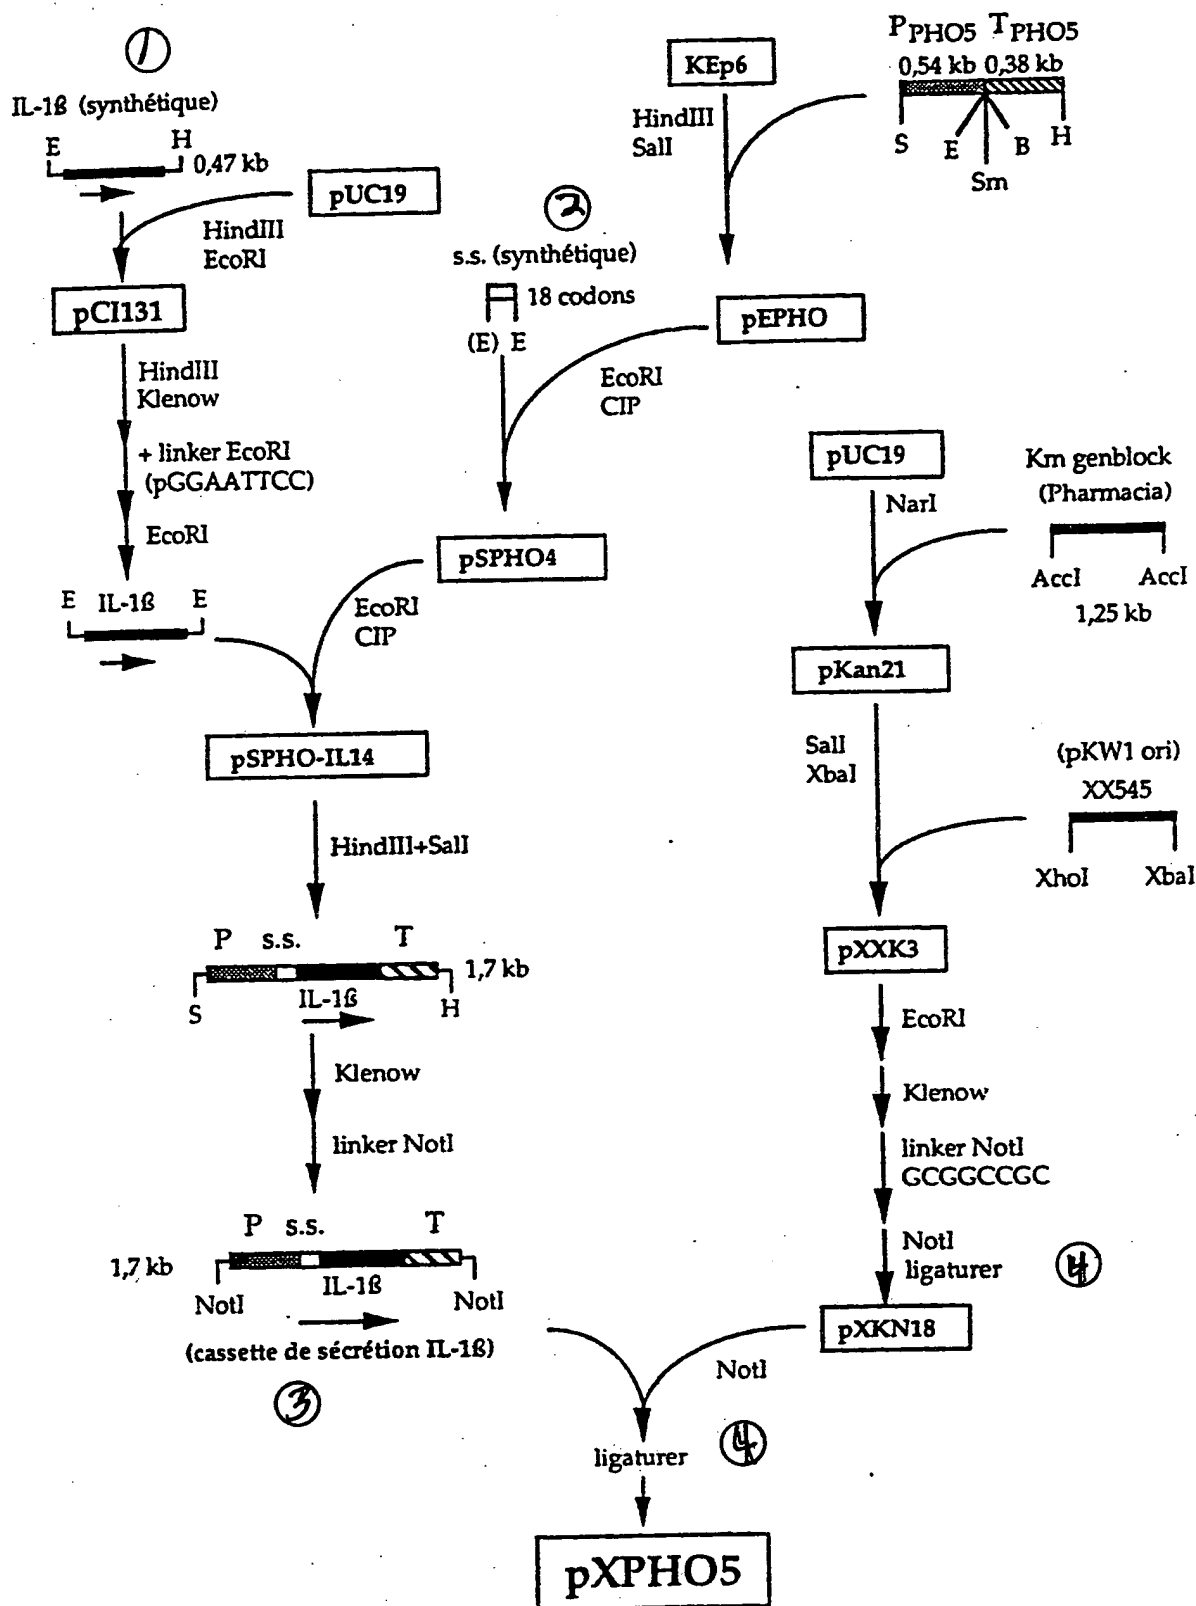 1
IL-1ß (synthétique)
E
H
0,47 kb
pUC19
HindIII
EcoRI
pCI131
HindIII
Klenow
+ linker EcoRI
(pGGAATTCC)
EcoRI
E IL-1ß E
2
s.s. (synthétique)
18 codons
(E) E
KEp6
HindIII
SalI
PPHO5 TPHO5
0,54 kb 0,38 kb
S
E
Sm
B
H
pEPHO
EcoRI
CIP
pSPHO4
EcoRI
CIP
pSPHO-IL14
HindIII+SalI
P s.s. T
1,7 kb
S
IL-1ß
H
Klenow
linker NotI
P s.s. T
1,7 kb
IL-1ß
NotI
NotI
(cassette de sécrétion IL-1ß)
3
pUC19
NarI
Km genblock
(Pharmacia)
AccI AccI
1,25 kb
pKan21
SalI
XbaI
(pKW1 ori)
XX545
XhoI XbaI
pXXK3
EcoRI
Klenow
linker NotI
GCGGCCGC
NotI
ligaturer
4
pXKN18
NotI
ligaturer
4
pXPHO5